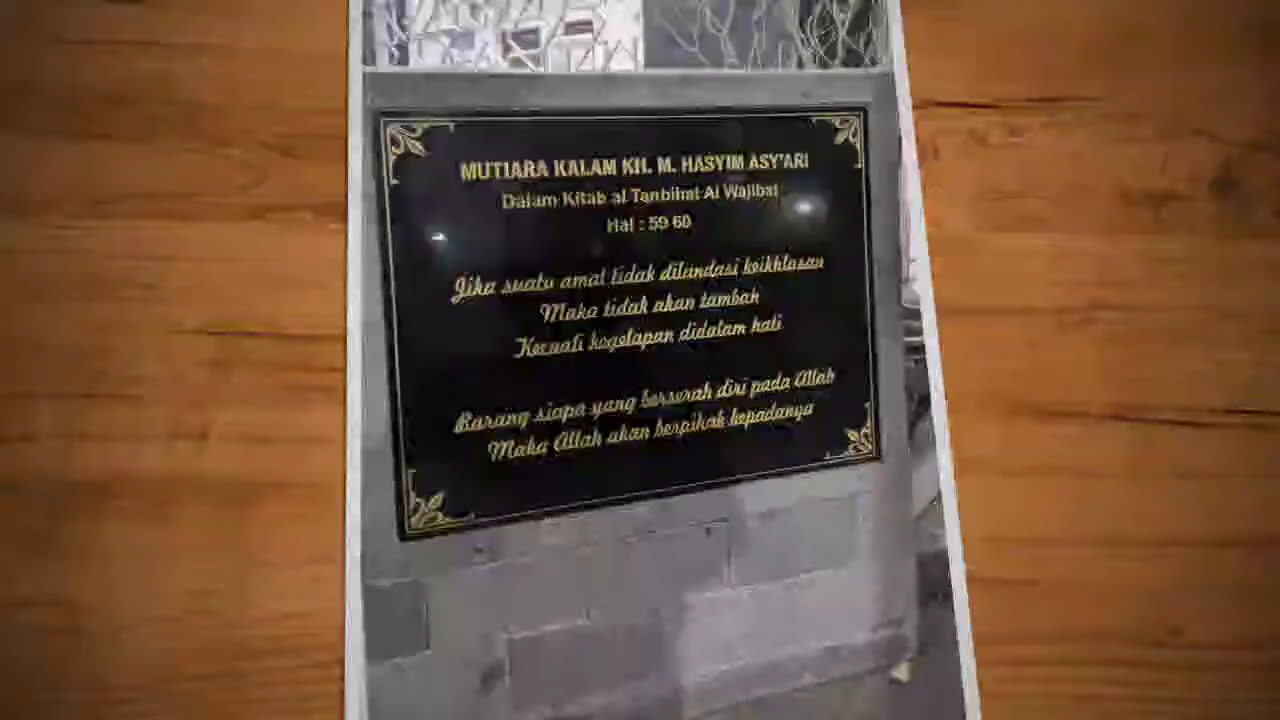 MUTIARA KALAM KH. M. HASYIM ASY'ARI
Dalam Kitab al Tanbihat Al Wajibat
Hal : 59-60
Jika suatu amal tidak dilandasi keikhlasan
Maka tidak akan tambah
Kecuali kegelapan didalam hati
Barang siapa yang berserah diri pada Allah
Maka Allah akan berpihak kepadanya